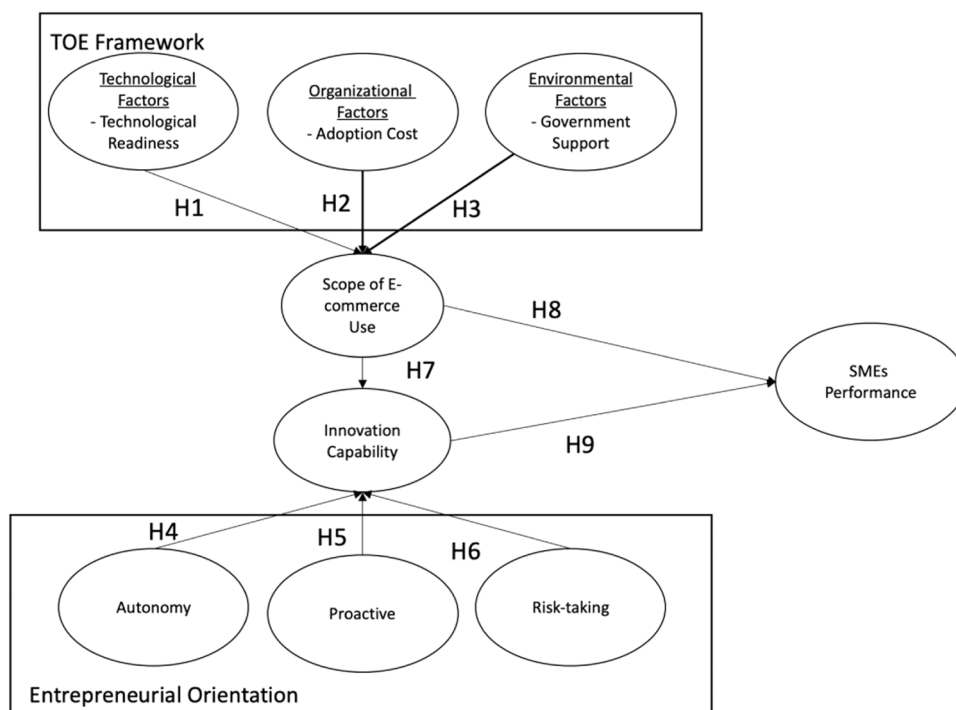 TOE Framework
Technological
Factors
- Technological
Readiness
Organizational
Factors
- Adoption Cost
Environmental
Factors
- Government
Support
H1
H2
H3
Scope of E-
commerce
Use
H8
H7
SMEs
Performance
Innovation
Capability
H9
H4
H5
H6
Autonomy
Proactive
Risk-taking
Entrepreneurial Orientation